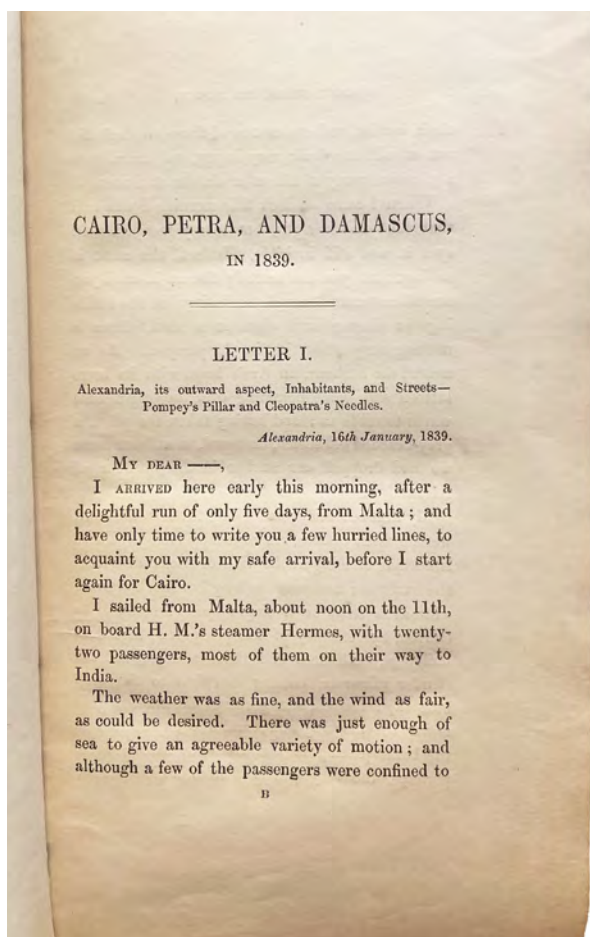 CAIRO, PETRA, AND DAMASCUS,
IN 1839.
LETTER I.
Alexandria, its outward aspect, Inhabitants, and Streets—
Pompey's Pillar and Cleopatra's Needles.
Alexandria, 16th January, 1839.
MY DEAR ——,
I ARRIVED here early this morning, after a
delightful run of only five days, from Malta ; and
have only time to write you a few hurried lines, to
acquaint you with my safe arrival, before I start
again for Cairo.
I sailed from Malta, about noon on the 11th,
on board H. M.'s steamer Hermes, with twenty-
two passengers, most of them on their way to
India.
The weather was as fine, and the wind as fair,
as could be desired. There was just enough of
sea to give an agreeable variety of motion ; and
although a few of the passengers were confined to
B